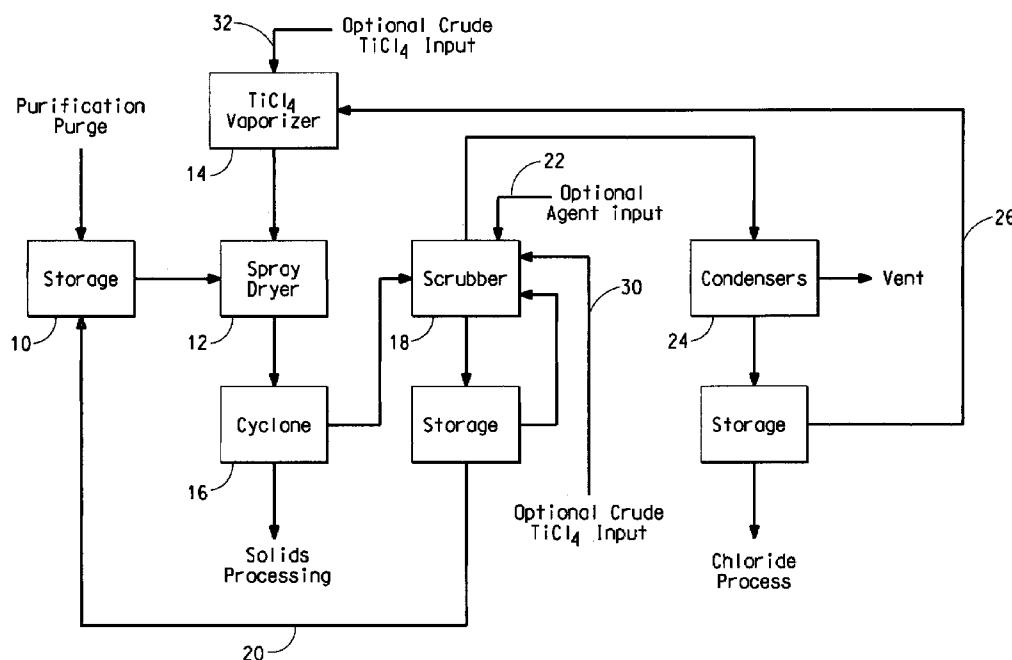 32
Optional Crude
TiCl4 Input
TiCl4
Vaporizer
14
Purification
Purge
22
Optional
Agent input
26
Storage
10
Spray
Dryer
12
Scrubber
18
30
Condensers
24
Vent
Cyclone
16
Storage
Storage
Solids
Processing
Optional Crude
TiCl4 Input
Chloride
Process
20